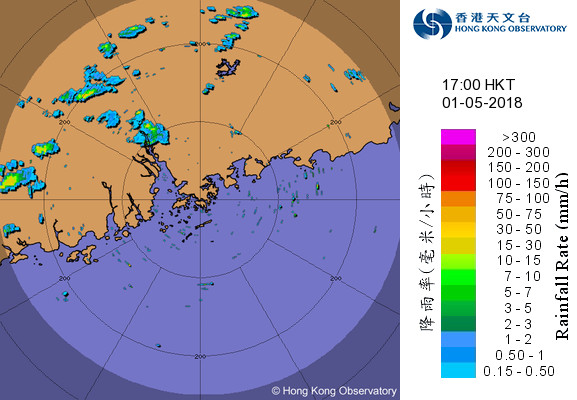 香港天文台
HONG KONG OBSERVATORY
17:00 HKT
01-05-2018
>300
200 - 300
150 - 200
100 - 150
75 - 100
50 - 75
30 - 50
15 - 30
10 - 15
7 - 10
5 - 7
3 - 5
2 - 3
1 - 2
0.50 - 1
0.15 - 0.50
降雨率(毫米/小時)
Rainfall Rate (mm/h)
200
200
200
200
200
200
© Hong Kong Observatory